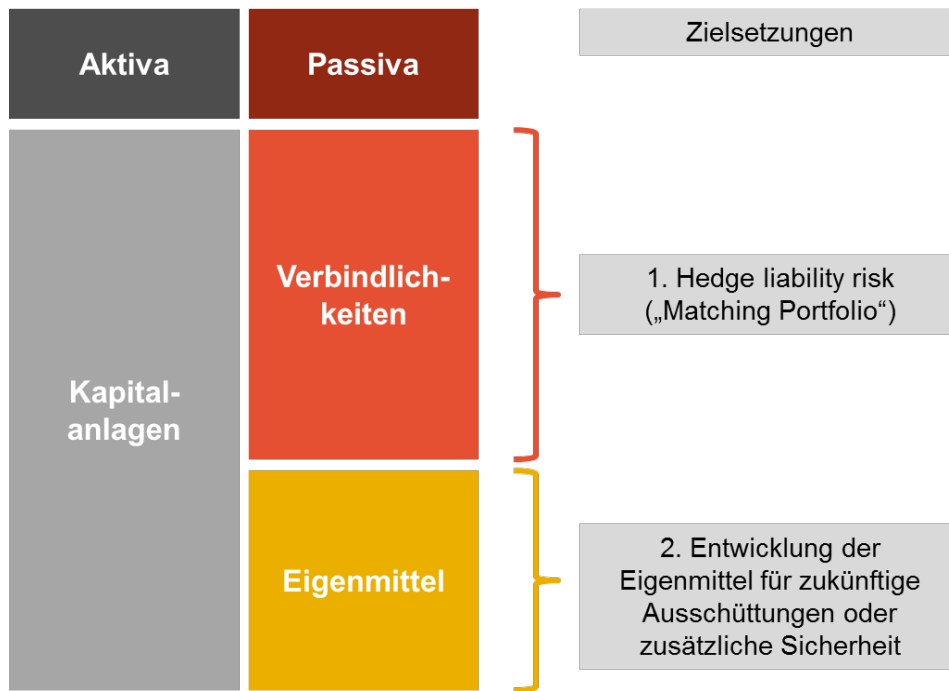 Aktiva
Passiva
Zielsetzungen
Kapital-
anlagen
Verbindlich-
keiten
1. Hedge liability risk
(„Matching Portfolio“)
Eigenmittel
2. Entwicklung der
Eigenmittel für zukünftige
Ausschüttungen oder
zusätzliche Sicherheit